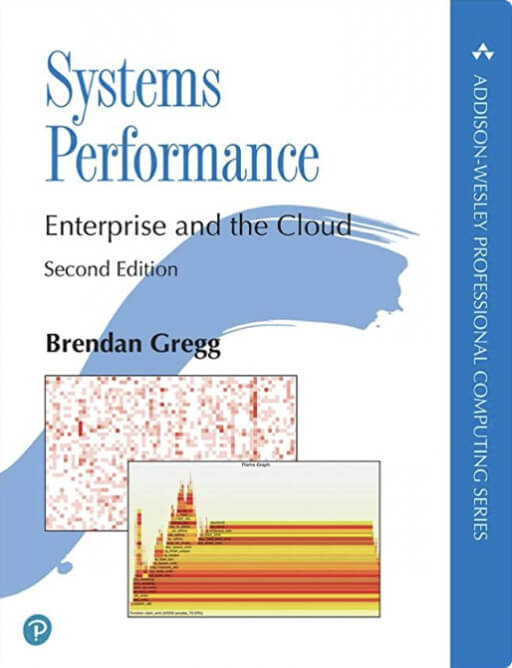 Systems
Performance
Enterprise and the Cloud
Second Edition
Brendan Gregg
Flame Graph
ADDISON-WESLEY PROFESSIONAL COMPUTING SERIES
P